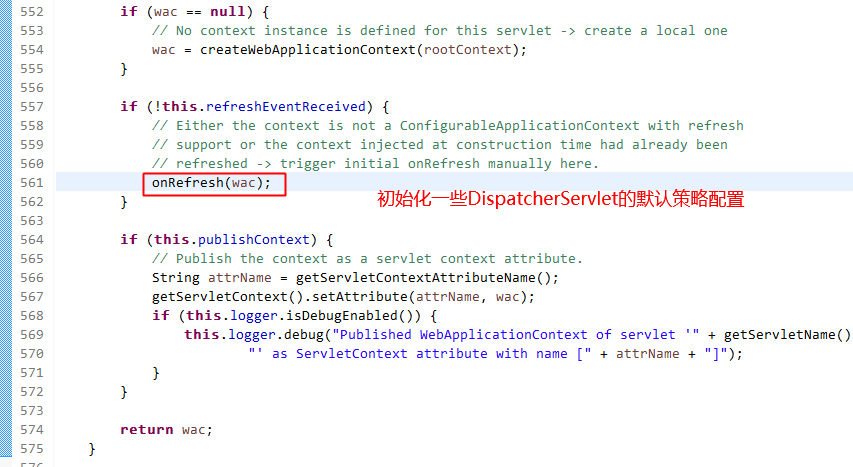 552 if (wac == null) {
553 // No context instance is defined for this servlet -> create a local one
554 wac = createWebApplicationContext(rootContext);
555 }
556
557 if (!this.refreshEventReceived) {
558 // Either the context is not a ConfigurableApplicationContext with refresh
559 // support or the context injected at construction time had already been
560 // refreshed -> trigger initial onRefresh manually here.
561 onRefresh(wac);
初始化一些DispatcherServlet的默认策略配置
562 }
563
564 if (this.publishContext) {
565 // Publish the context as a servlet context attribute.
566 String attrName = getServletContextAttributeName();
567 getServletContext().setAttribute(attrName, wac);
568 if (this.logger.isDebugEnabled()) {
569 this.logger.debug("Published WebApplicationContext of servlet '" + getServletName()
570 "' as ServletContext attribute with name [" + attrName + "]");
571 }
572 }
573
574 return wac;
575 }
576